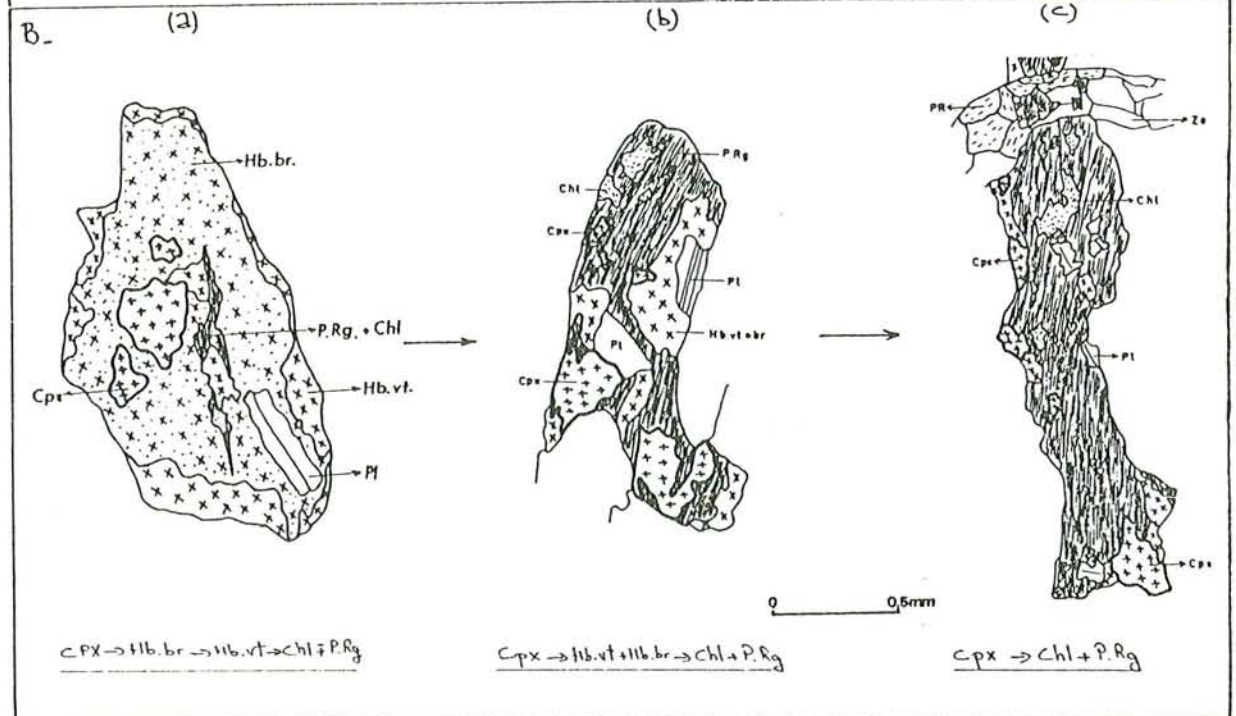 B-
(a)
(b)
(c)
Hb.br.
P.Rg. + Chl
Cpx
Hb.vt.
Pl
P.Rg
Chl
Cpx
Pl
Hb.vt+br
Pl
Cpx
PR
Ze
Chl
Cpx
Pl
Cpx
0 0,5mm
CPX → Hb.br → Hb.vt → Chl ∓ P.Rg
Cpx → Hb.vt + Hb.br → Chl + P.Rg
Cpx → Chl + P.Rg